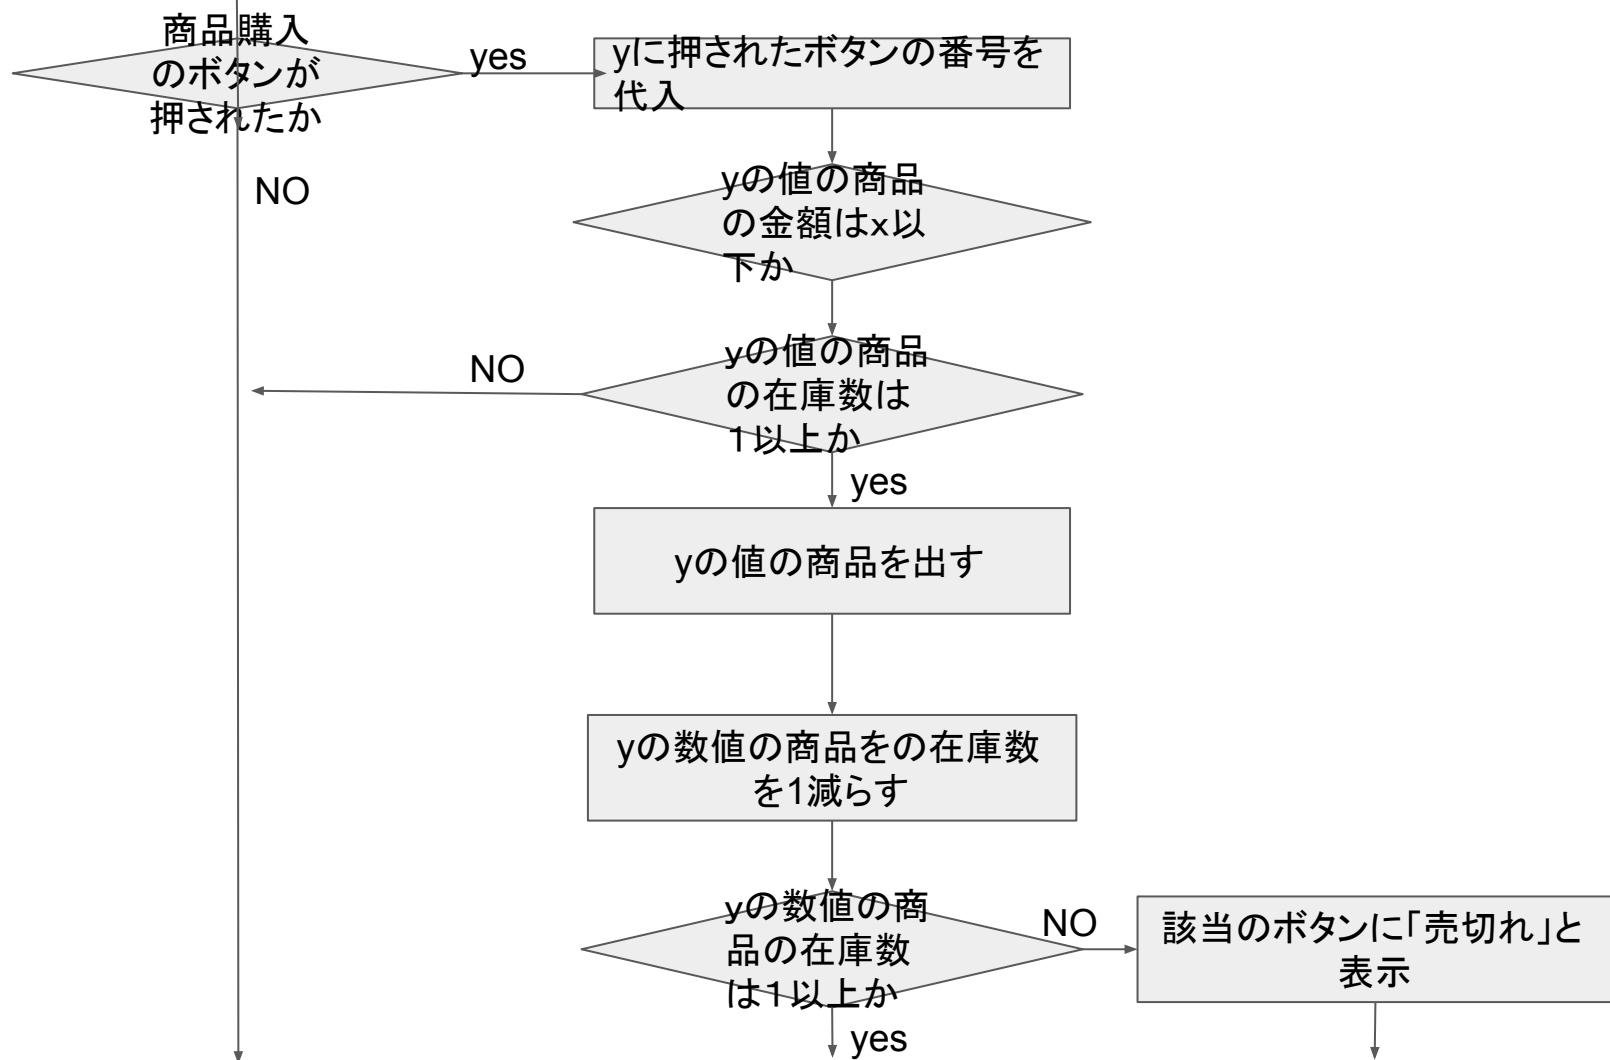 商品購入
のボタンが
押されたか
yes
yに押されたボタンの番号を
代入
NO
yの値の商品
の金額はx以
下か
NO
yの値の商品
の在庫数は
1以上か
yes
yの値の商品を出す
yの数値の商品をの在庫数
を1減らす
yの数値の商
品の在庫数
は1以上か
NO
該当のボタンに「売切れ」と
表示
yes